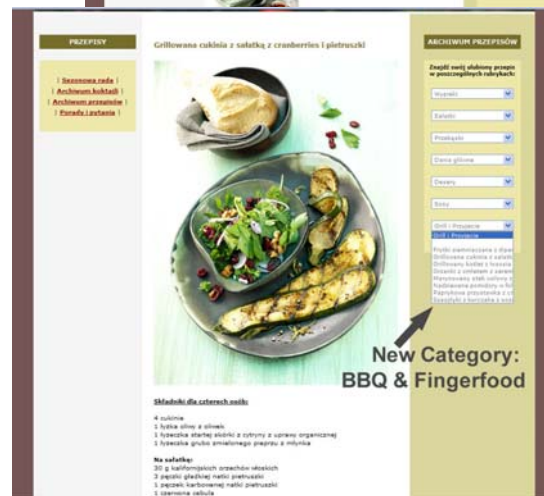 PRZEPISY
| Sezonowa rada |
| Archiwum koktaili |
| Archiwum przepisów |
| Porady i pytania |
Grillowana cukinia z sałatką z cranberries i pietruszki
ARCHIWUM PRZEPISÓW
Znajdź swój ulubiony przepis
w poszczególnych rubrykach:
Wypieki
Sałatki
Przekąski
Dania główne
Desery
Sosy
Grill i Przyjęcie
Grill i Przyjęcie
Grillowana cukinia z sałatk
New Category:
BBQ & Fingerfood
Składniki dla czterech osób:
4 cukinie
1 łyżka oliwy z oliwek
1 łyżeczka startej skórki z cytryny z uprawy organicznej
1 łyżeczka grubo zmielonego pieprzu z młynka
Na sałatkę:
30 g kalifornijskich orzechów włoskich
3 pęczki gładkiej natki pietruszki
1 pęczek karbowanej natki pietruszki
1 czerwona cebula